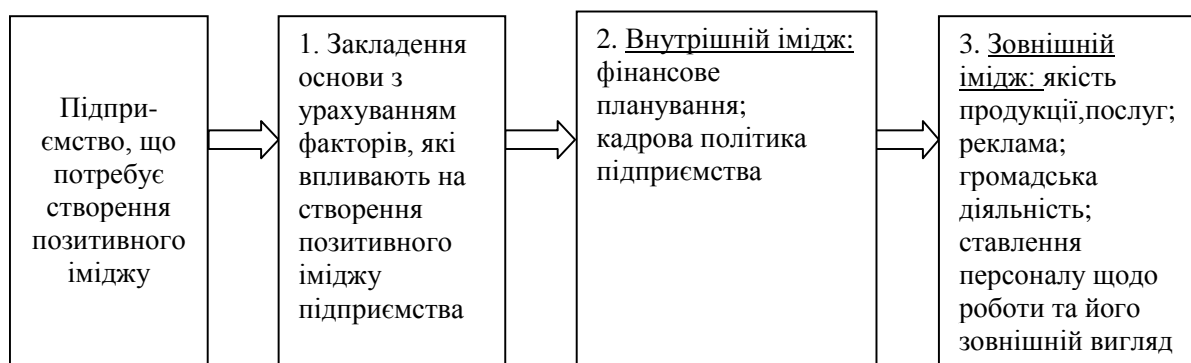 Підпри-
ємство, що
потребує
створення
позитивного
іміджу
1. Закладення
основи з
урахуванням
факторів, які
впливають на
створення
позитивного
іміджу
підприємства
2. Внутрішній імідж:
фінансове
планування;
кадрова політика
підприємства
3. Зовнішній
імідж: якість
продукції,послуг;
реклама;
громадська
діяльність;
ставлення
персоналу щодо
роботи та його
зовнішній вигляд